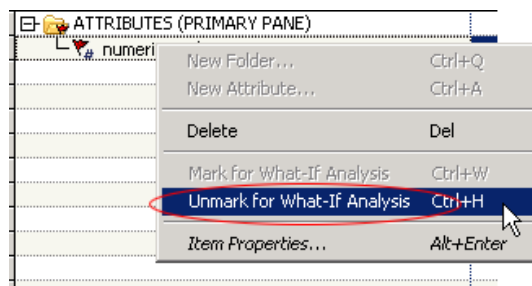 ATTRIBUTES (PRIMARY PANE)
# numeri
New Folder... Ctrl+Q
New Attribute... Ctrl+A
Delete Del
Mark for What-If Analysis Ctrl+W
Unmark for What-If Analysis Ctrl+H
Item Properties... Alt+Enter